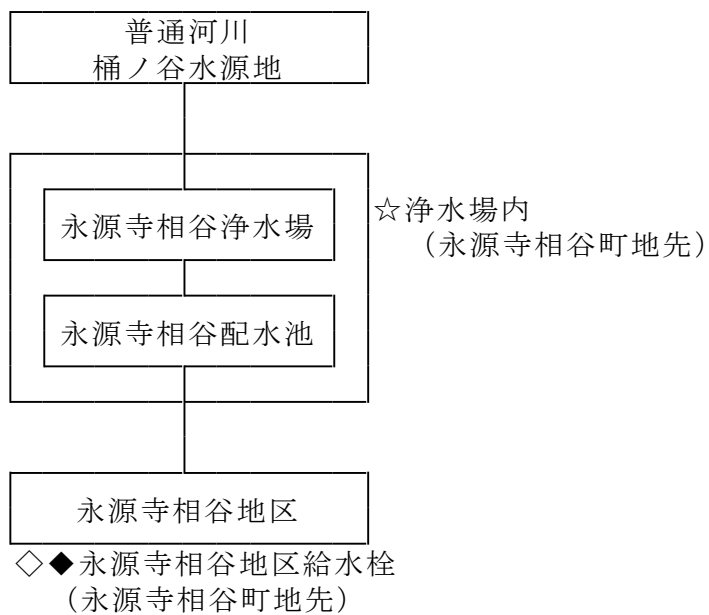 普通河川
桶ノ谷水源地
永源寺相谷浄水場
☆浄水場内
（永源寺相谷町地先）
永源寺相谷配水池
永源寺相谷地区
◇◆永源寺相谷地区給水栓
（永源寺相谷町地先）